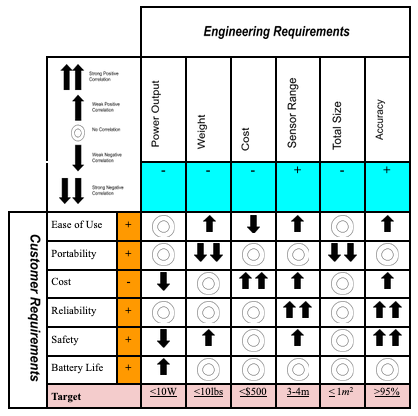 Engineering Requirements
Strong Positive
Correlation
Weak Positive
Correlation
No Correlation
Weak Negative
Correlation
Strong Negative
Correlation
Power Output
Weight
Cost
Sensor Range
Total Size
Accuracy
- - - + - +
Customer Requirements
Ease of Use +
Portability +
Cost -
Reliability +
Safety +
Battery Life +
Target ≤10W ≤10lbs ≤$500 3-4m ≤ 1m² >95%